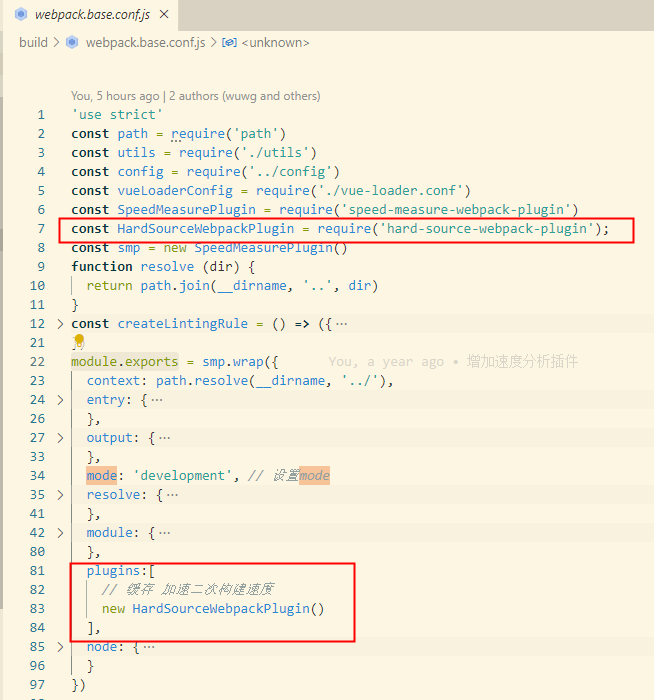 webpack.base.conf.js ×
build > webpack.base.conf.js > <unknown>
You, 5 hours ago | 2 authors (wuwg and others)
1 'use strict'
2 const path = require('path')
3 const utils = require('./utils')
4 const config = require('../config')
5 const vueLoaderConfig = require('./vue-loader.conf')
6 const SpeedMeasurePlugin = require('speed-measure-webpack-plugin')
7 const HardSourceWebpackPlugin = require('hard-source-webpack-plugin');
8 const smp = new SpeedMeasurePlugin()
9 function resolve (dir) {
10 return path.join(__dirname, '..', dir)
11 }
12 > const createLintingRule = () => ({ ···
21 })
22 module.exports = smp.wrap({ You, a year ago • 增加速度分析插件
23 context: path.resolve(__dirname, '../'),
24 > entry: { ···
26 },
27 > output: { ···
33 },
34 mode: 'development', // 设置mode
35 > resolve: { ···
41 },
42 > module: { ···
80 },
81 plugins:[
82 // 缓存 加速二次构建速度
83 new HardSourceWebpackPlugin()
84 ],
85 > node: { ···
96 }
97 })